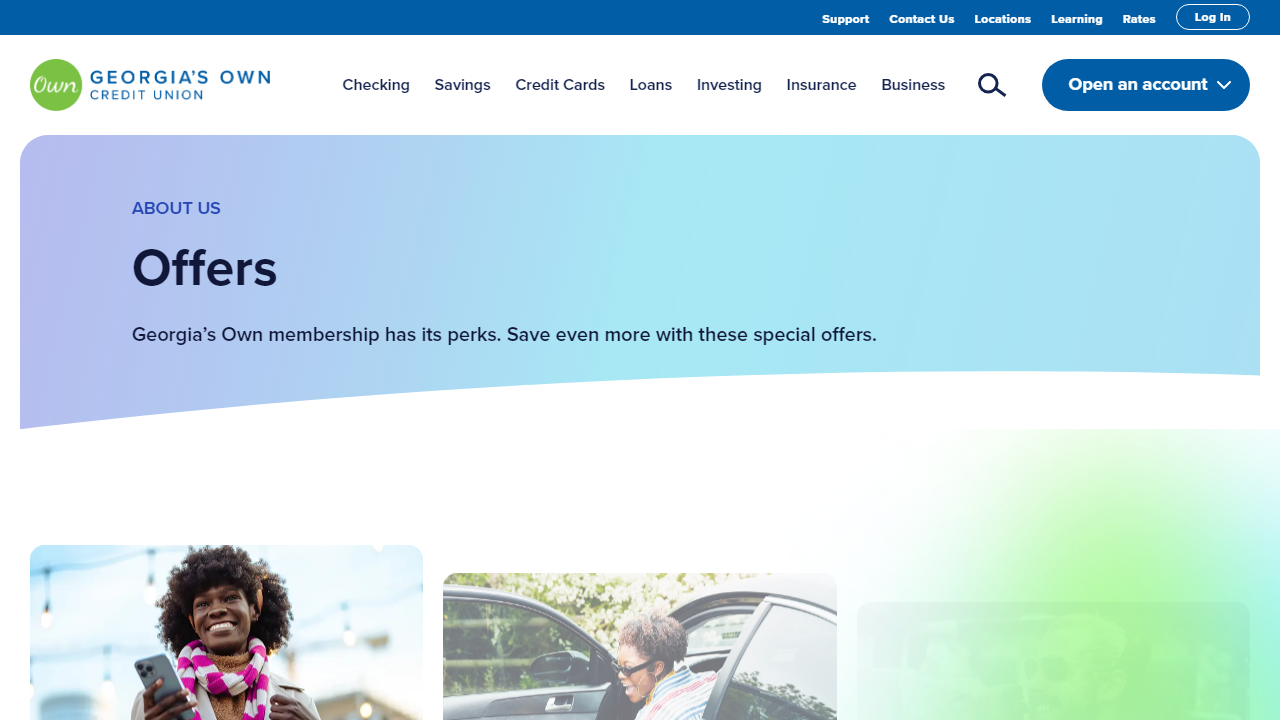 Support Contact Us Locations Learning Rates Log In
Own GEORGIA'S OWN
CREDIT UNION
Checking Savings Credit Cards Loans Investing Insurance Business Open an account
ABOUT US
Offers
Georgia’s Own membership has its perks. Save even more with these special offers.